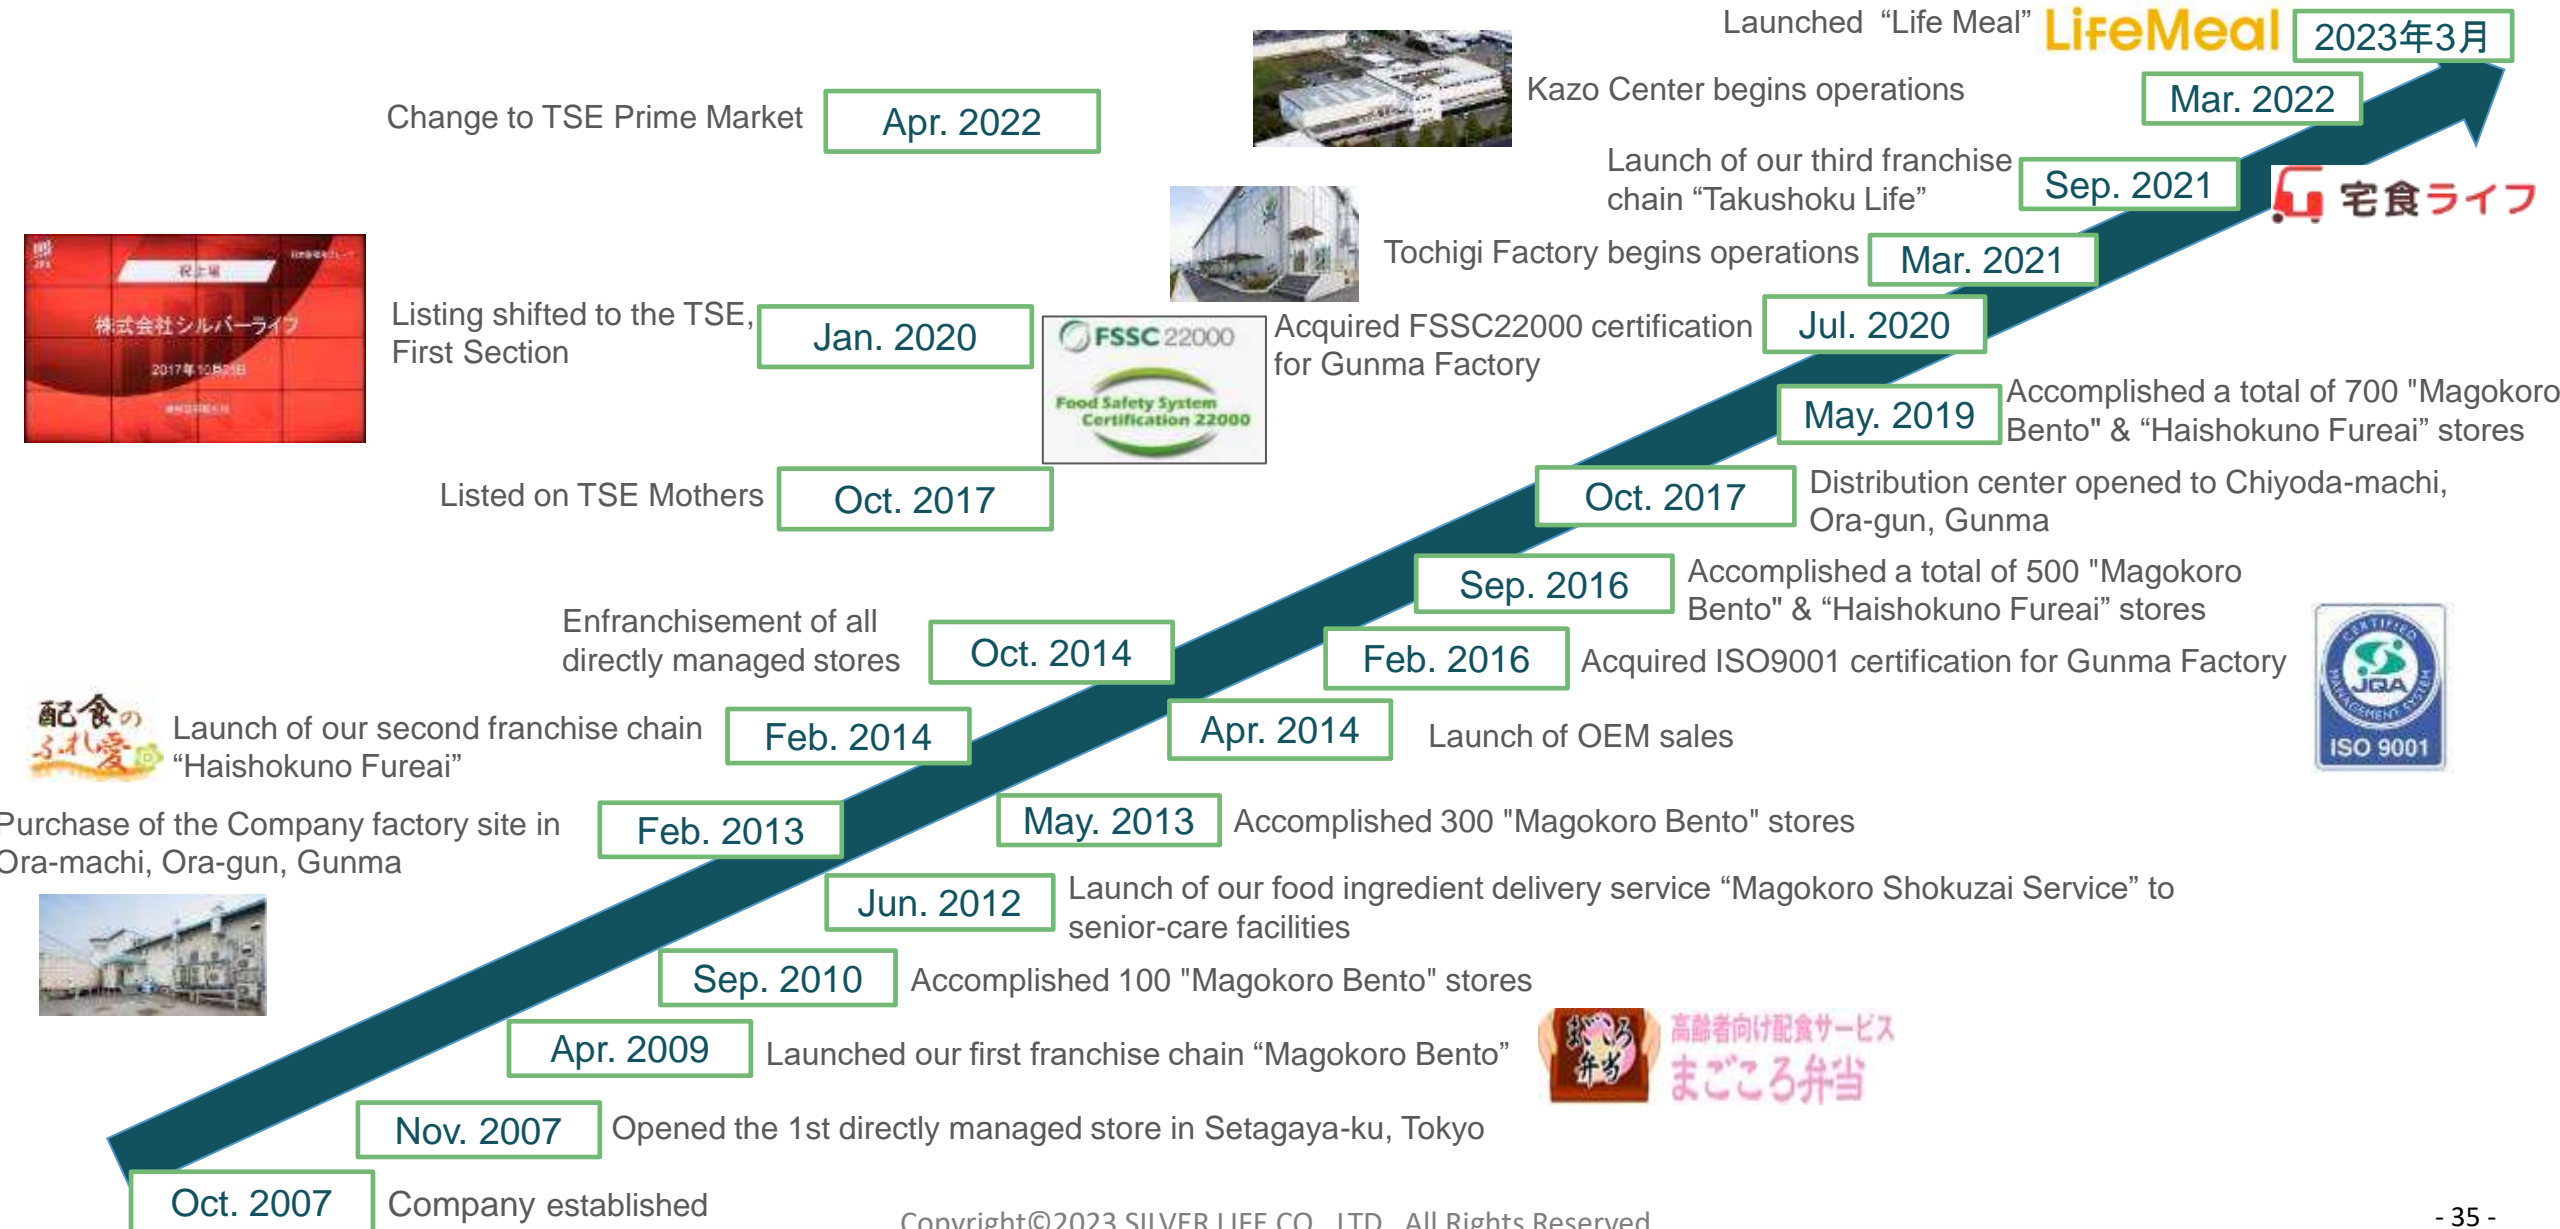 Launched “Life Meal”
LiFeMeal
2023年3月
Kazo Center begins operations
Mar. 2022
Change to TSE Prime Market
Apr. 2022
Launch of our third franchise
chain “Takushoku Life”
Sep. 2021
宅食ライフ
Tochigi Factory begins operations
Mar. 2021
祝上場
株式会社シルバーライフ
Listing shifted to the TSE,
First Section
Jan. 2020
FSSC 22000
Food Safety System
Certification 22000
Acquired FSSC22000 certification
for Gunma Factory
Jul. 2020
May. 2019
Accomplished a total of 700 "Magokoro
Bento" & “Haishokuno Fureai” stores
Listed on TSE Mothers
Oct. 2017
Oct. 2017
Distribution center opened to Chiyoda-machi,
Ora-gun, Gunma
Sep. 2016
Accomplished a total of 500 "Magokoro
Bento" & “Haishokuno Fureai” stores
Enfranchisement of all
directly managed stores
Oct. 2014
Feb. 2016
Acquired ISO9001 certification for Gunma Factory
CERTIFIED
JQA
MANAGEMENT SYSTEM
ISO 9001
配食の
ふれ愛
Launch of our second franchise chain
“Haishokuno Fureai”
Feb. 2014
Apr. 2014
Launch of OEM sales
Purchase of the Company factory site in
Ora-machi, Ora-gun, Gunma
Feb. 2013
May. 2013
Accomplished 300 "Magokoro Bento" stores
Jun. 2012
Launch of our food ingredient delivery service “Magokoro Shokuzai Service” to
senior-care facilities
Sep. 2010
Accomplished 100 "Magokoro Bento" stores
Apr. 2009
Launched our first franchise chain “Magokoro Bento”
まごころ
弁当
高齢者向け配食サービス
まごころ弁当
Nov. 2007
Opened the 1st directly managed store in Setagaya-ku, Tokyo
Oct. 2007
Company established
Copyright©2023 SILVER LIFE CO., LTD. All Rights Reserved
- 35 -